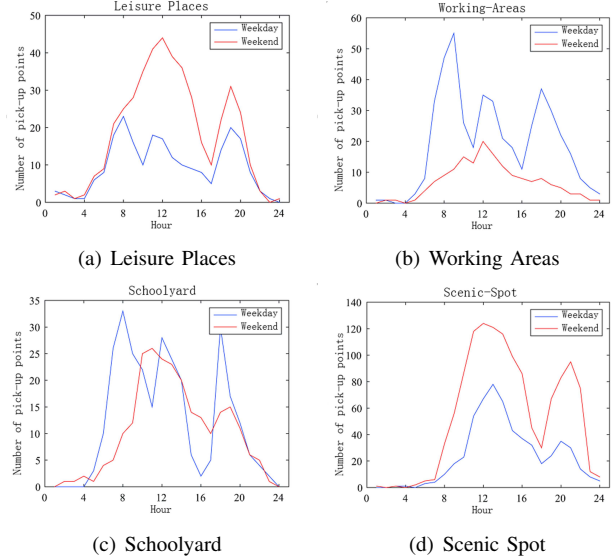 Leisure Places
Weekday
Weekend
Number of pick-up points
50
40
30
20
10
0
0 4 8 12 16 20 24
Hour
(a) Leisure Places
Working-Areas
Weekday
Weekend
Number of pick-up points
60
50
40
30
20
10
0
0 4 8 12 16 20 24
Hour
(b) Working Areas
Schoolyard
Weekday
Weekend
Number of pick-up points
35
30
25
20
15
10
5
0
0 4 8 12 16 20 24
Hour
(c) Schoolyard
Scenic-Spot
Weekday
Weekend
Number of pick-up points
140
120
100
80
60
40
20
0
0 4 8 12 16 20 24
Hour
(d) Scenic Spot